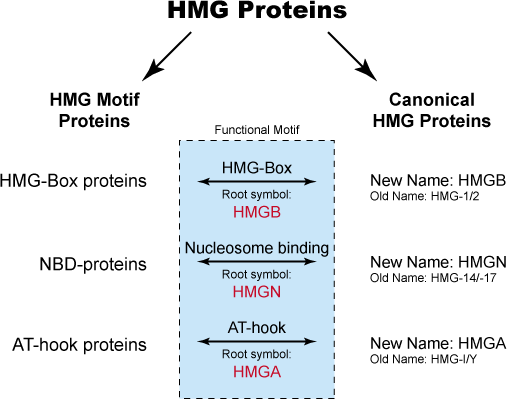 HMG Proteins
HMG Motif
Proteins
Canonical
HMG Proteins
Functional Motif
HMG-Box proteins
HMG-Box
Root symbol:
HMGB
New Name: HMGB
Old Name: HMG-1/2
NBD-proteins
Nucleosome binding
Root symbol:
HMGN
New Name: HMGN
Old Name: HMG-14/-17
AT-hook proteins
AT-hook
Root symbol:
HMGA
New Name: HMGA
Old Name: HMG-I/Y